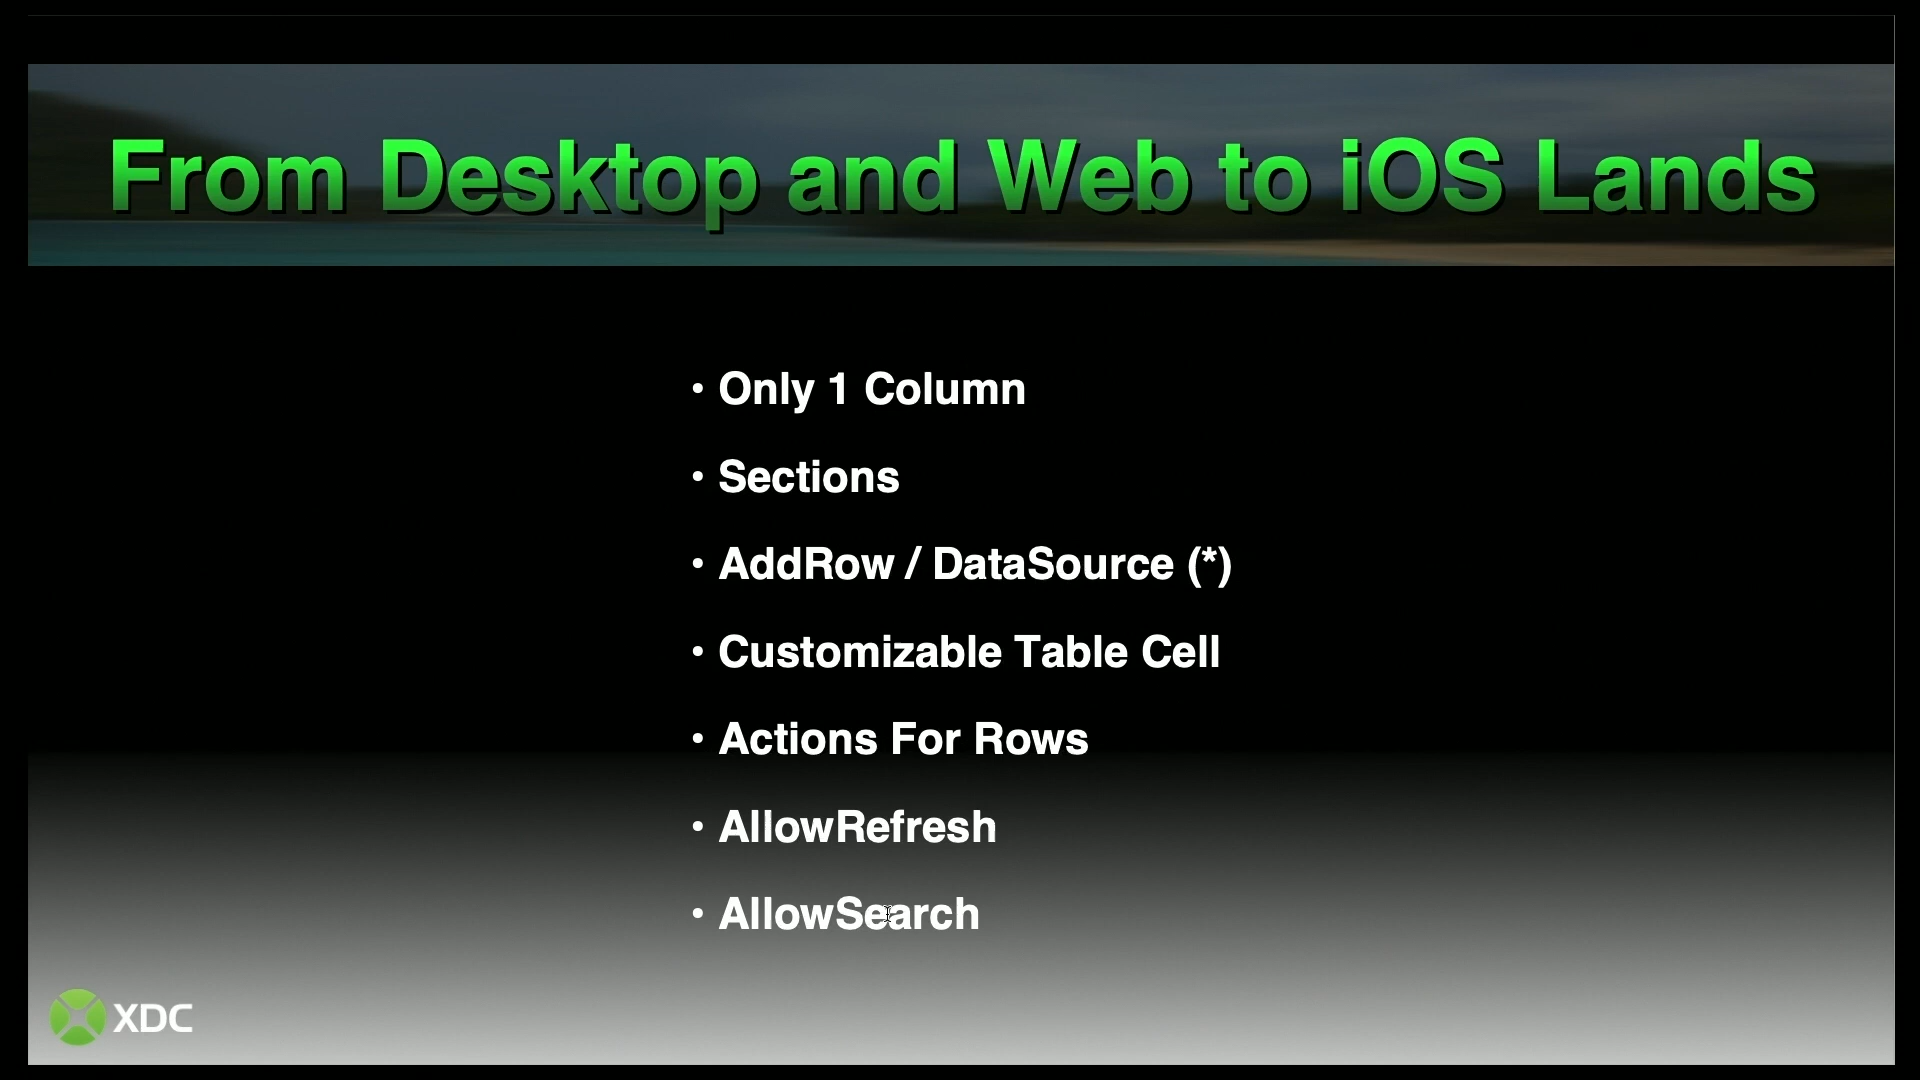 From Desktop and Web to iOS Lands
• Only 1 Column
• Sections
• AddRow / DataSource (*)
• Customizable Table Cell
• Actions For Rows
• AllowRefresh
• AllowSearch
XDC